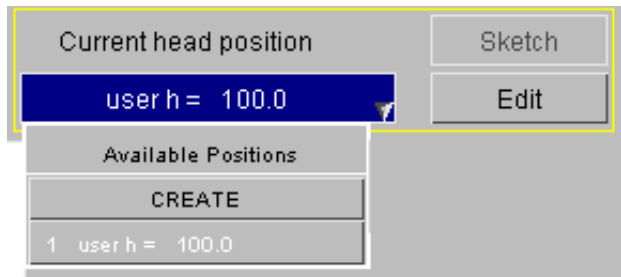 Current head position Sketch
user h = 100.0 Edit
Available Positions
CREATE
1 user h = 100.0